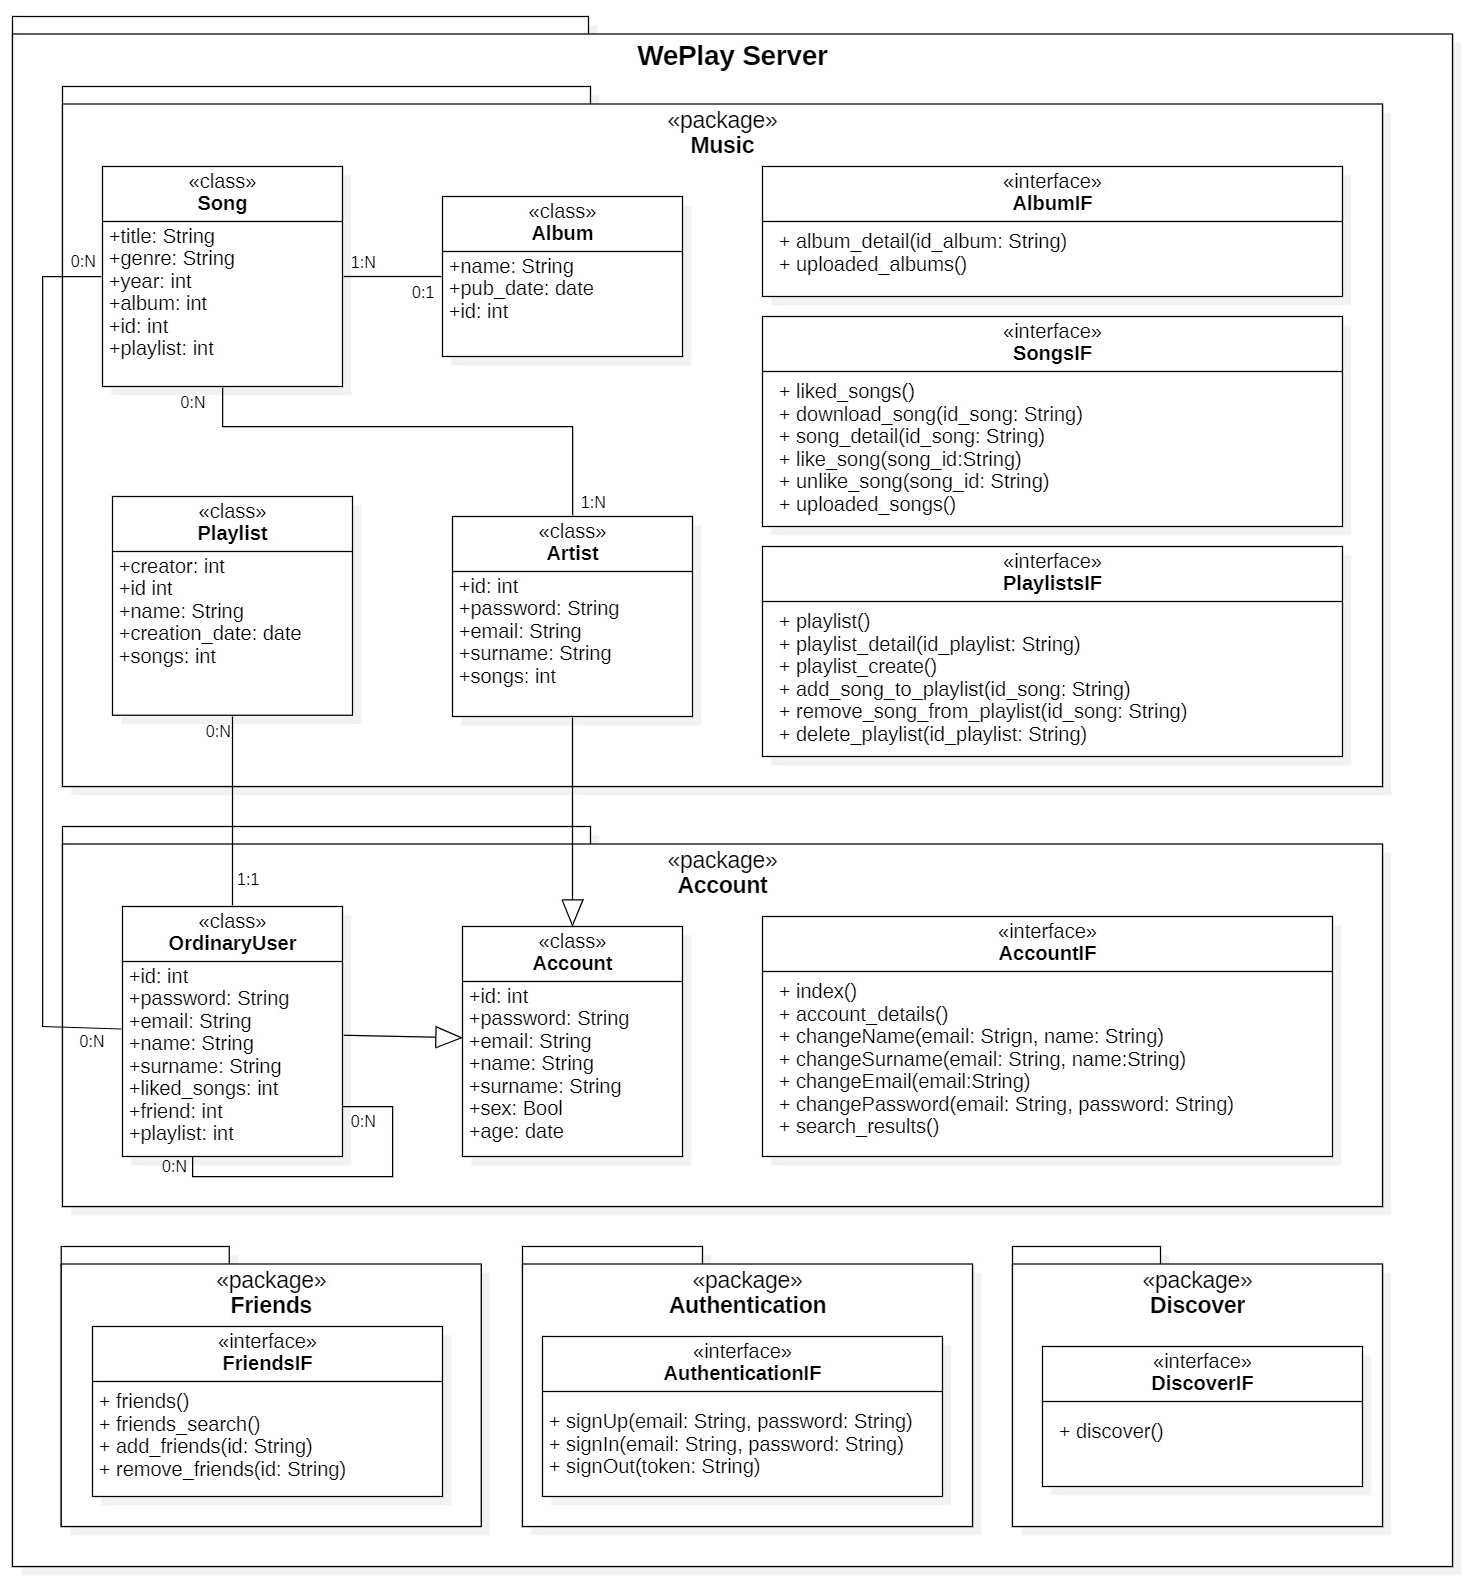 WePlay Server
«package»
Music
«class»
Song
+title: String
+genre: String
+year: int
+album: int
+id: int
+playlist: int
0:N
1:N
0:1
0:N
«class»
Album
+name: String
+pub_date: date
+id: int
«interface»
AlbumIF
+ album_detail(id_album: String)
+ uploaded_albums()
«interface»
SongsIF
+ liked_songs()
+ download_song(id_song: String)
+ song_detail(id_song: String)
+ like_song(song_id:String)
+ unlike_song(song_id: String)
+ uploaded_songs()
«class»
Playlist
+creator: int
+id int
+name: String
+creation_date: date
+songs: int
0:N
1:N
«class»
Artist
+id: int
+password: String
+email: String
+surname: String
+songs: int
«interface»
PlaylistsIF
+ playlist()
+ playlist_detail(id_playlist: String)
+ playlist_create()
+ add_song_to_playlist(id_song: String)
+ remove_song_from_playlist(id_song: String)
+ delete_playlist(id_playlist: String)
«package»
Account
1:1
«class»
OrdinaryUser
+id: int
+password: String
+email: String
+name: String
+surname: String
+liked_songs: int
+friend: int
+playlist: int
0:N
0:N
0:N
«class»
Account
+id: int
+password: String
+email: String
+name: String
+surname: String
+sex: Bool
+age: date
«interface»
AccountIF
+ index()
+ account_details()
+ changeName(email: Strign, name: String)
+ changeSurname(email: String, name:String)
+ changeEmail(email:String)
+ changePassword(email: String, password: String)
+ search_results()
«package»
Friends
«interface»
FriendsIF
+ friends()
+ friends_search()
+ add_friends(id: String)
+ remove_friends(id: String)
«package»
Authentication
«interface»
AuthenticationIF
+ signUp(email: String, password: String)
+ signIn(email: String, password: String)
+ signOut(token: String)
«package»
Discover
«interface»
DiscoverIF
+ discover()